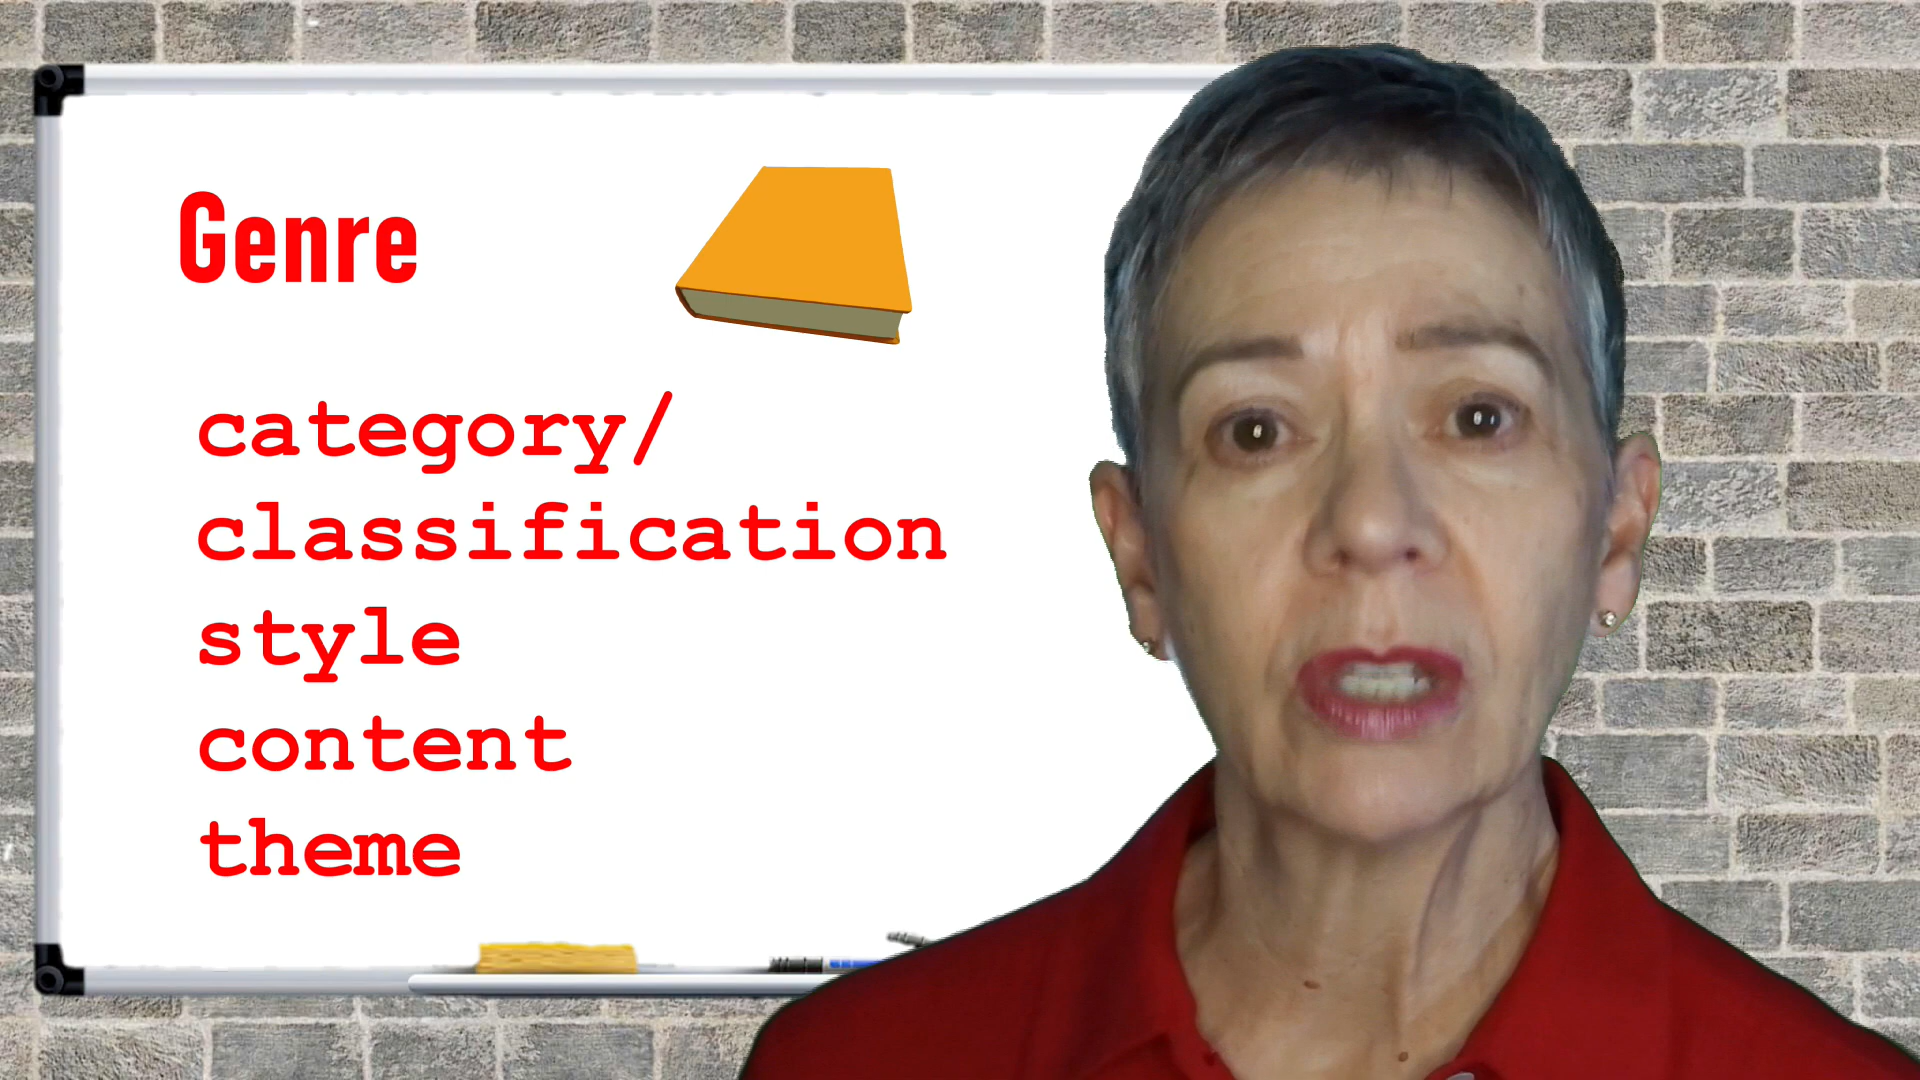 Genre
category/
classification
style
content
theme